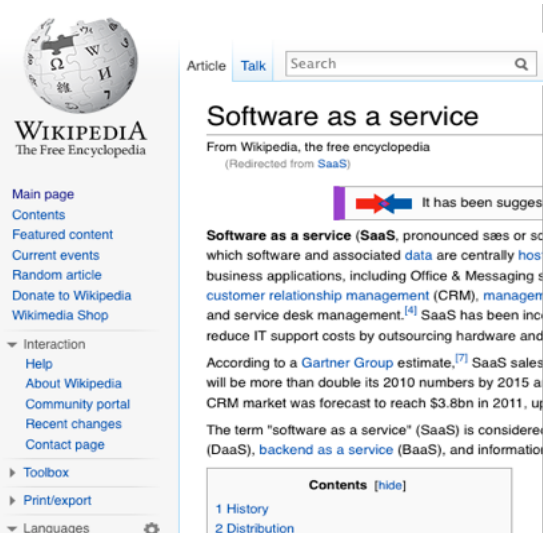 WIKIPEDIA
The Free Encyclopedia
Main page
Contents
Featured content
Current events
Random article
Donate to Wikipedia
Wikimedia Shop
Interaction
Help
About Wikipedia
Community portal
Recent changes
Contact page
Toolbox
Print/export
Languages
Article Talk Search
Software as a service
From Wikipedia, the free encyclopedia
(Redirected from SaaS)
It has been sugges
Software as a service (SaaS, pronounced sæs or
which software and associated data are centrally hos
business applications, including Office & Messaging s
customer relationship management (CRM), managem
and service desk management.[4] SaaS has been inc
reduce IT support costs by outsourcing hardware and
According to a Gartner Group estimate,[7] SaaS sales
will be more than double its 2010 numbers by 2015 a
CRM market was forecast to reach $3.8bn in 2011, up
The term "software as a service" (SaaS) is considere
(DaaS), backend as a service (BaaS), and informatio
Contents [hide]
1 History
2 Distribution